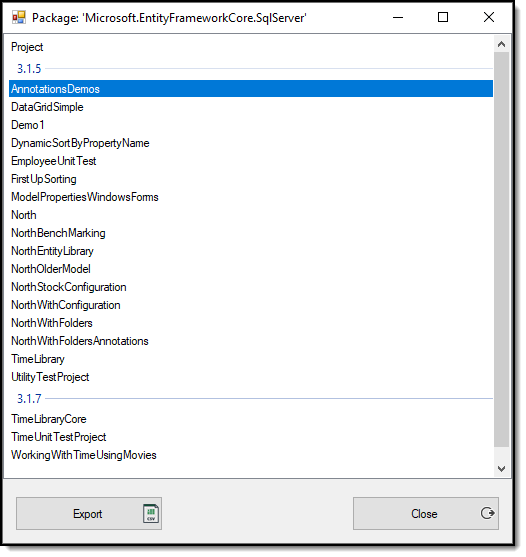 Package: 'Microsoft.EntityFrameworkCore.SqlServer'
Project
3.1.5
AnnotationsDemos
DataGridSimple
Demo1
DynamicSortByPropertyName
EmployeeUnitTest
FirstUpSorting
ModelPropertiesWindowsForms
North
NorthBenchMarking
NorthEntityLibrary
NorthOlderModel
NorthStockConfiguration
NorthWithConfiguration
NorthWithFolders
NorthWithFoldersAnnotations
TimeLibrary
UtilityTestProject
3.1.7
TimeLibraryCore
TimeUnitTestProject
WorkingWithTimeUsingMovies
Export CSV Close